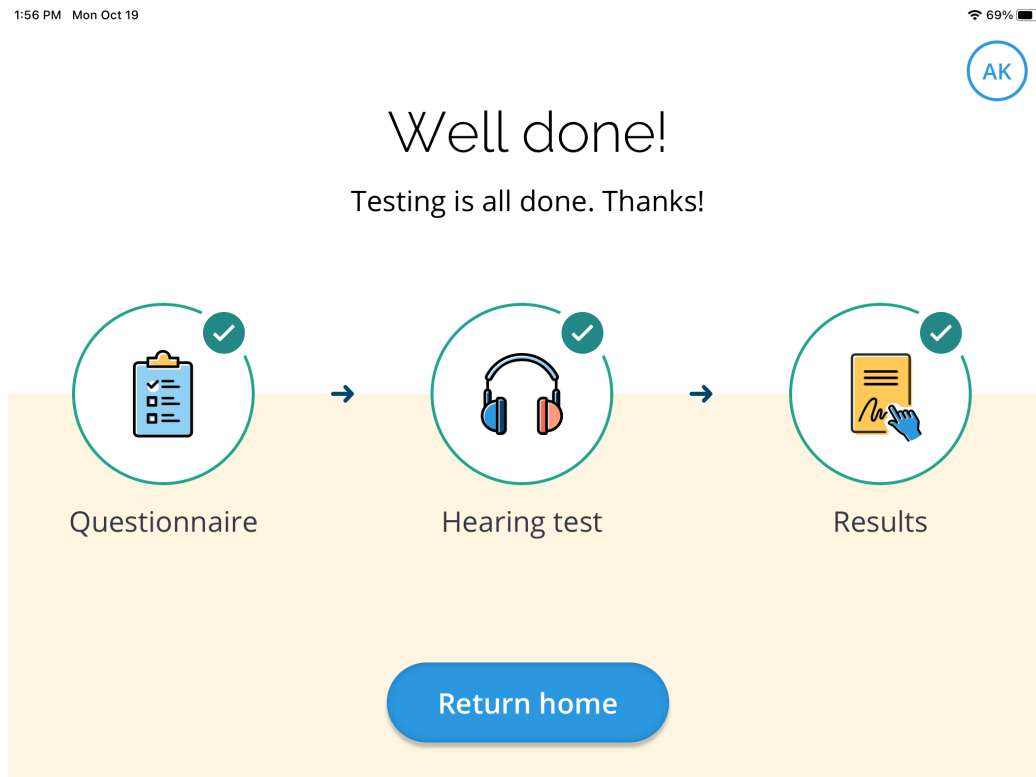 1:56 PM Mon Oct 19
69%
AK
Well done!
Testing is all done. Thanks!
Questionnaire
Hearing test
Results
Return home